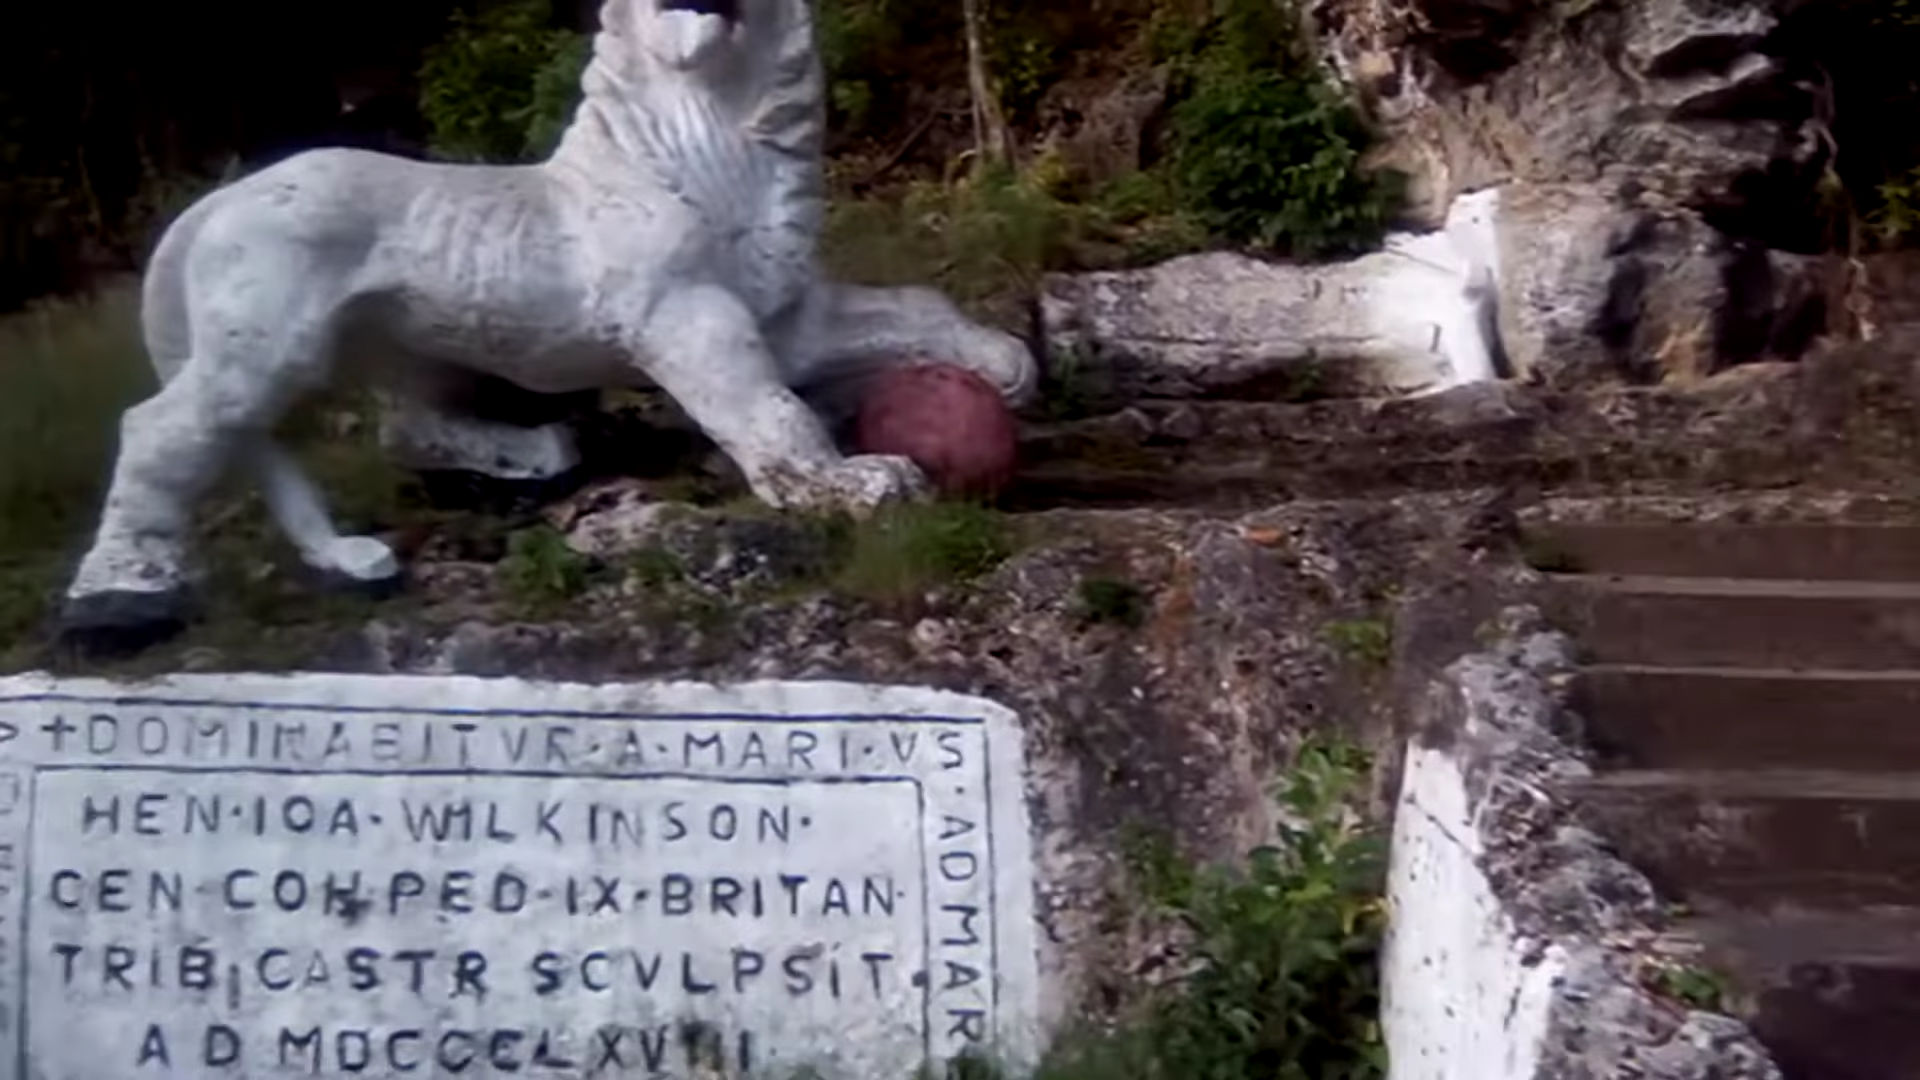 +DOMINABITVR·A·MARI·VS·AD MAR
HEN·IOA·WILKINSON·
CEN·COH·PED·IX·BRITAN·
TRIB·CASTR SCVLPSIT·
A D MDCCCLXVIII